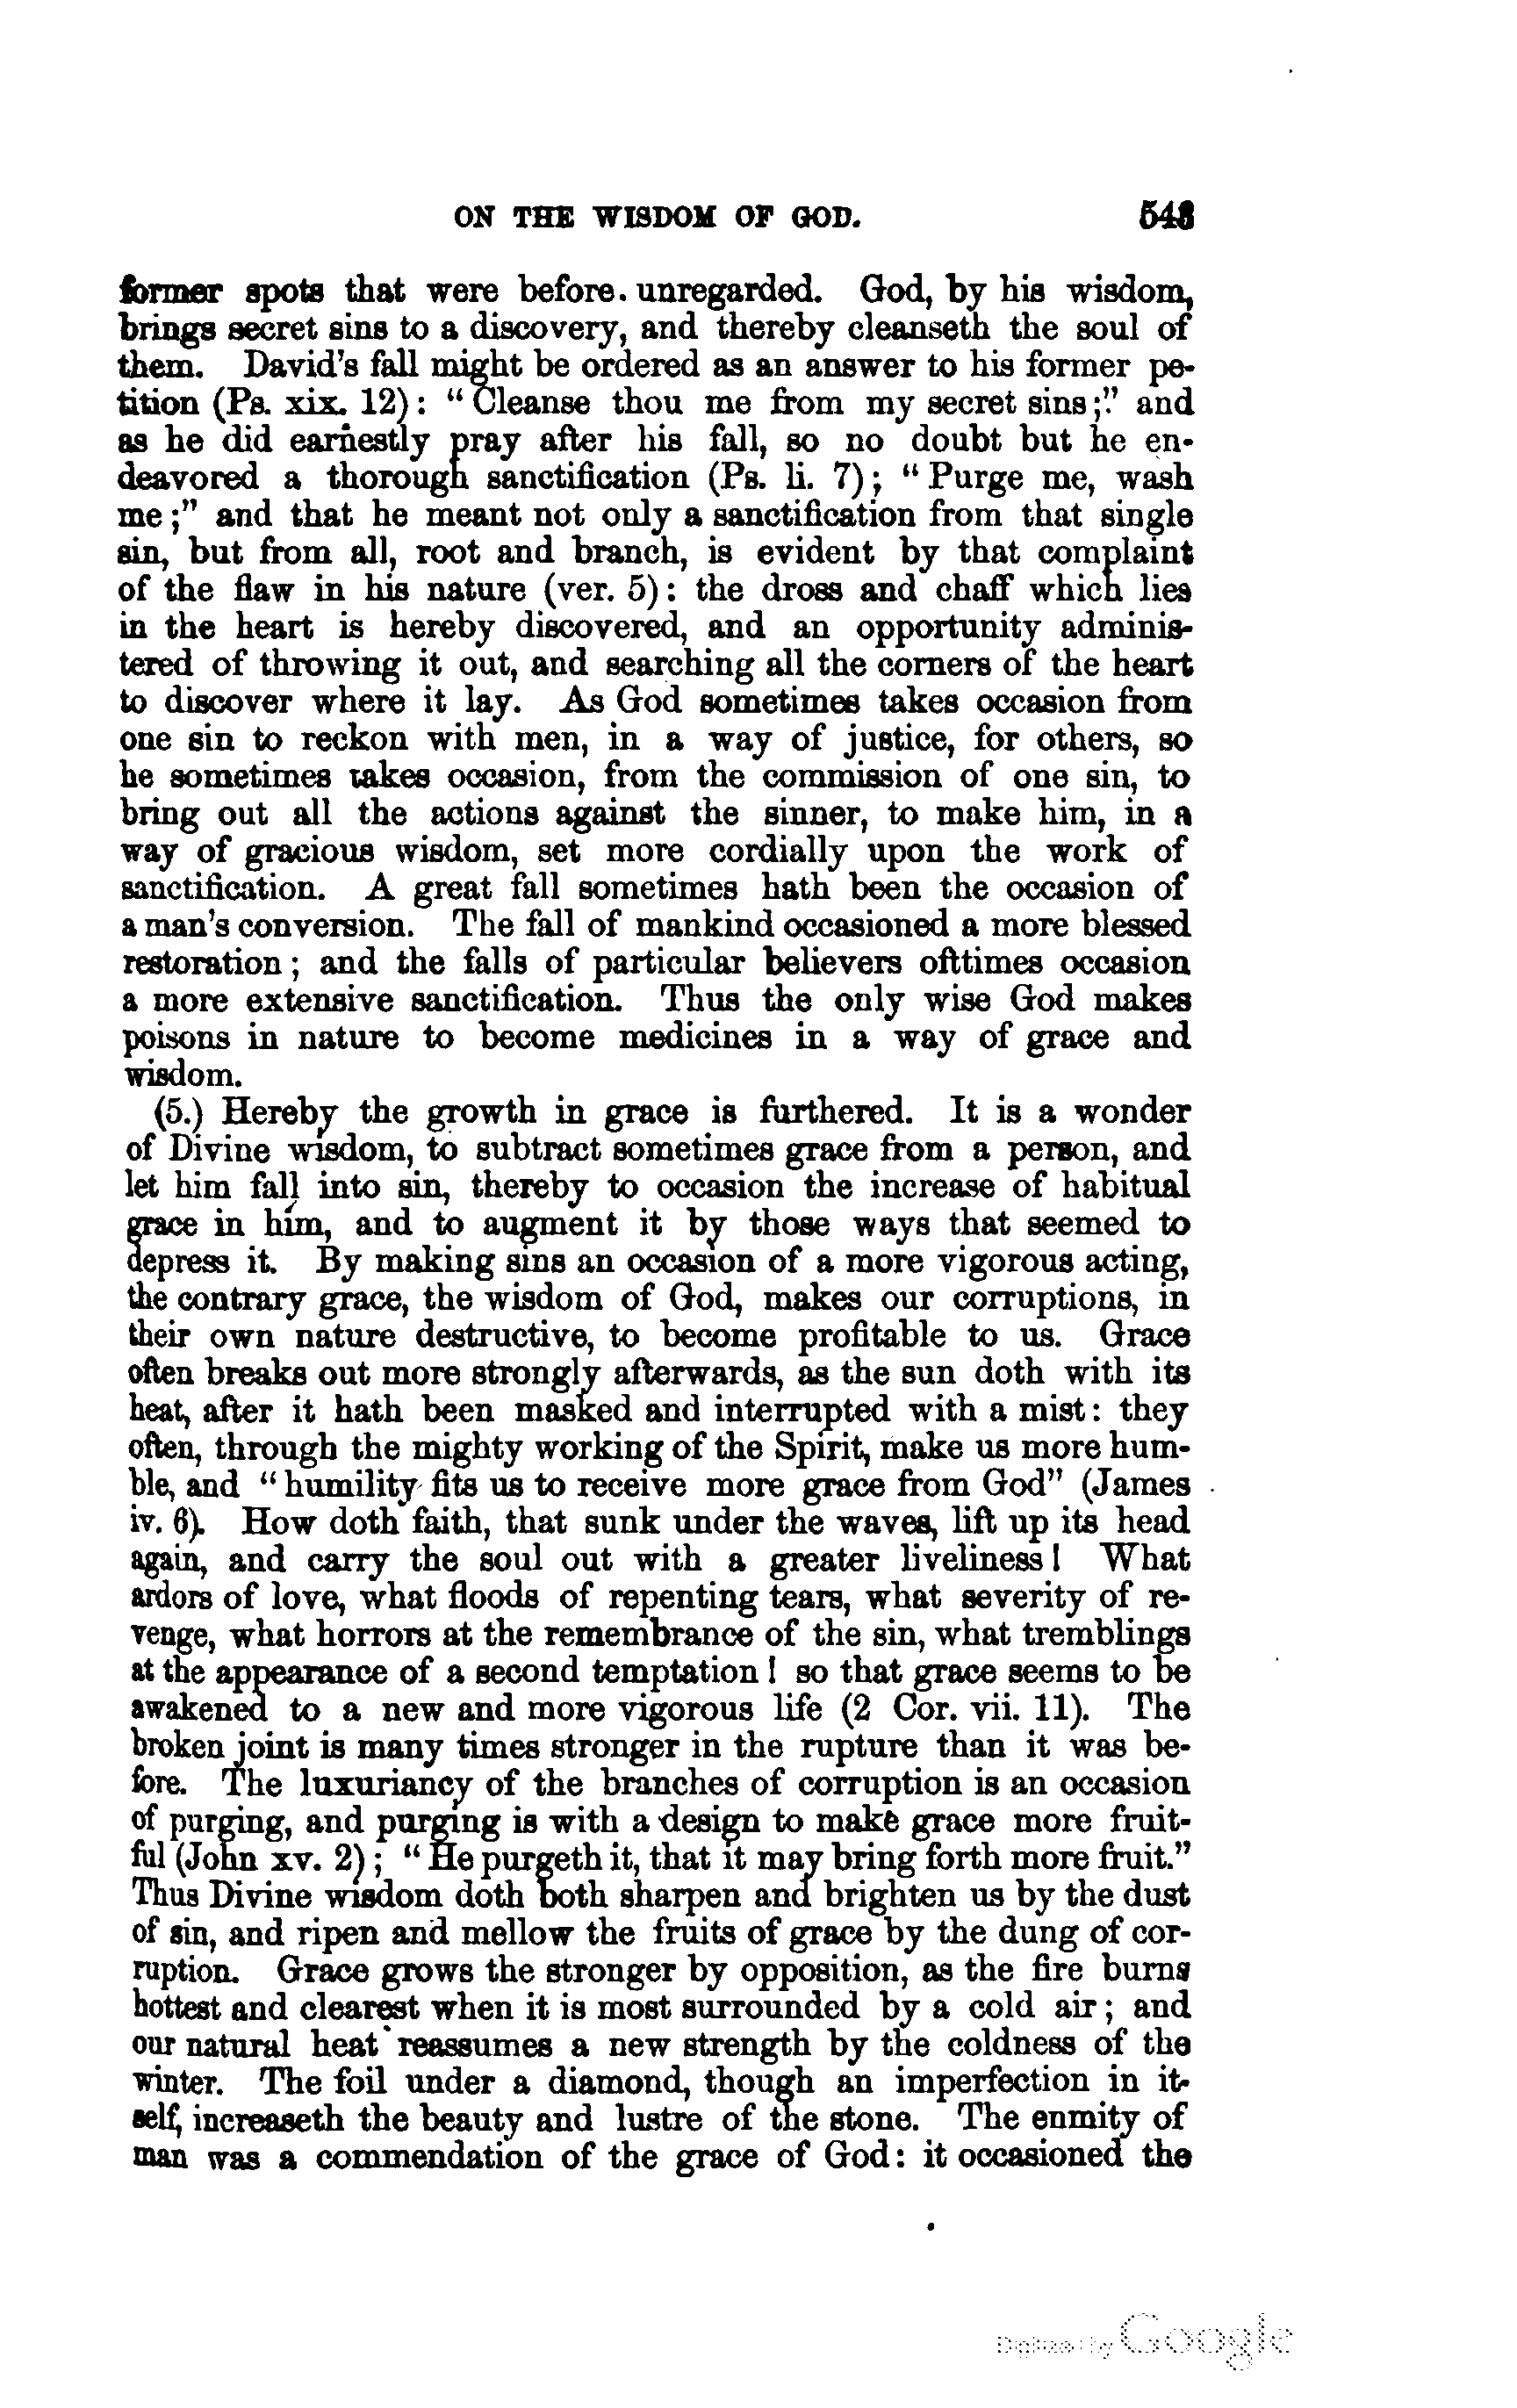 ON THE WISDOM OF GOD. 543
former spots that were before unregarded. God, by his wisdom,
brings secret sins to a discovery, and thereby cleanseth the soul of
them. David's fall might be ordered as an answer to his former pe-
tition (Ps. xix. 12): “Cleanse thou me from my secret sins;” and
as he did earnestly pray after his fall, so no doubt but he en-
deavored a thorough sanctification (Ps. li. 7); “Purge me, wash
me;” and that he meant not only a sanctification from that single
sin, but from all, root and branch, is evident by that complaint
of the flaw in his nature (ver. 5): the dross and chaff which lies
in the heart is hereby discovered, and an opportunity adminis-
tered of throwing it out, and searching all the corners of the heart
to discover where it lay. As God sometimes takes occasion from
one sin to reckon with men, in a way of justice, for others, so
he sometimes takes occasion, from the commission of one sin, to
bring out all the actions against the sinner, to make him, in a
way of gracious wisdom, set more cordially upon the work of
sanctification. A great fall sometimes hath been the occasion of
a man's conversion. The fall of mankind occasioned a more blessed
restoration; and the falls of particular believers ofttimes occasion
a more extensive sanctification. Thus the only wise God makes
poisons in nature to become medicines in a way of grace and
wisdom.
(5.) Hereby the growth in grace is furthered. It is a wonder
of Divine wisdom, to subtract sometimes grace from a person, and
let him fall into sin, thereby to occasion the increase of habitual
grace in him, and to augment it by those ways that seemed to
depress it. By making sins an occasion of a more vigorous acting,
the contrary grace, the wisdom of God, makes our corruptions, in
their own nature destructive, to become profitable to us. Grace
often breaks out more strongly afterwards, as the sun doth with its
heat, after it hath been masked and interrupted with a mist: they
often, through the mighty working of the Spirit, make us more hum-
ble, and “humility fits us to receive more grace from God” (James
iv. 6). How doth faith, that sunk under the waves, lift up its head
again, and carry the soul out with a greater liveliness! What
ardors of love, what floods of repenting tears, what severity of re-
venge, what horrors at the remembrance of the sin, what tremblings
at the appearance of a second temptation! so that grace seems to be
awakened to a new and more vigorous life (2 Cor. vii. 11). The
broken joint is many times stronger in the rupture than it was be-
fore. The luxuriancy of the branches of corruption is an occasion
of purging, and purging is with a design to make grace more fruit-
ful (John xv. 2); “He purgeth it, that it may bring forth more fruit.”
Thus Divine wisdom doth both sharpen and brighten us by the dust
of sin, and ripen and mellow the fruits of grace by the dung of cor-
ruption. Grace grows the stronger by opposition, as the fire burns
hottest and clearest when it is most surrounded by a cold air; and
our natural heat reassumes a new strength by the coldness of the
winter. The foil under a diamond, though an imperfection in it-
self, increaseth the beauty and lustre of the stone. The enmity of
man was a commendation of the grace of God: it occasioned the
Digitized by Google